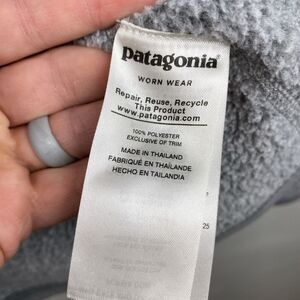 patagonia®
WORN WEAR
Repair, Reuse, Recycle
This Product
www.patagonia.com
100% POLYESTER
EXCLUSIVE OF TRIM
MADE IN THAILAND
FABRIQUÉ EN THAÏLANDE
HECHO EN TAILANDIA
25